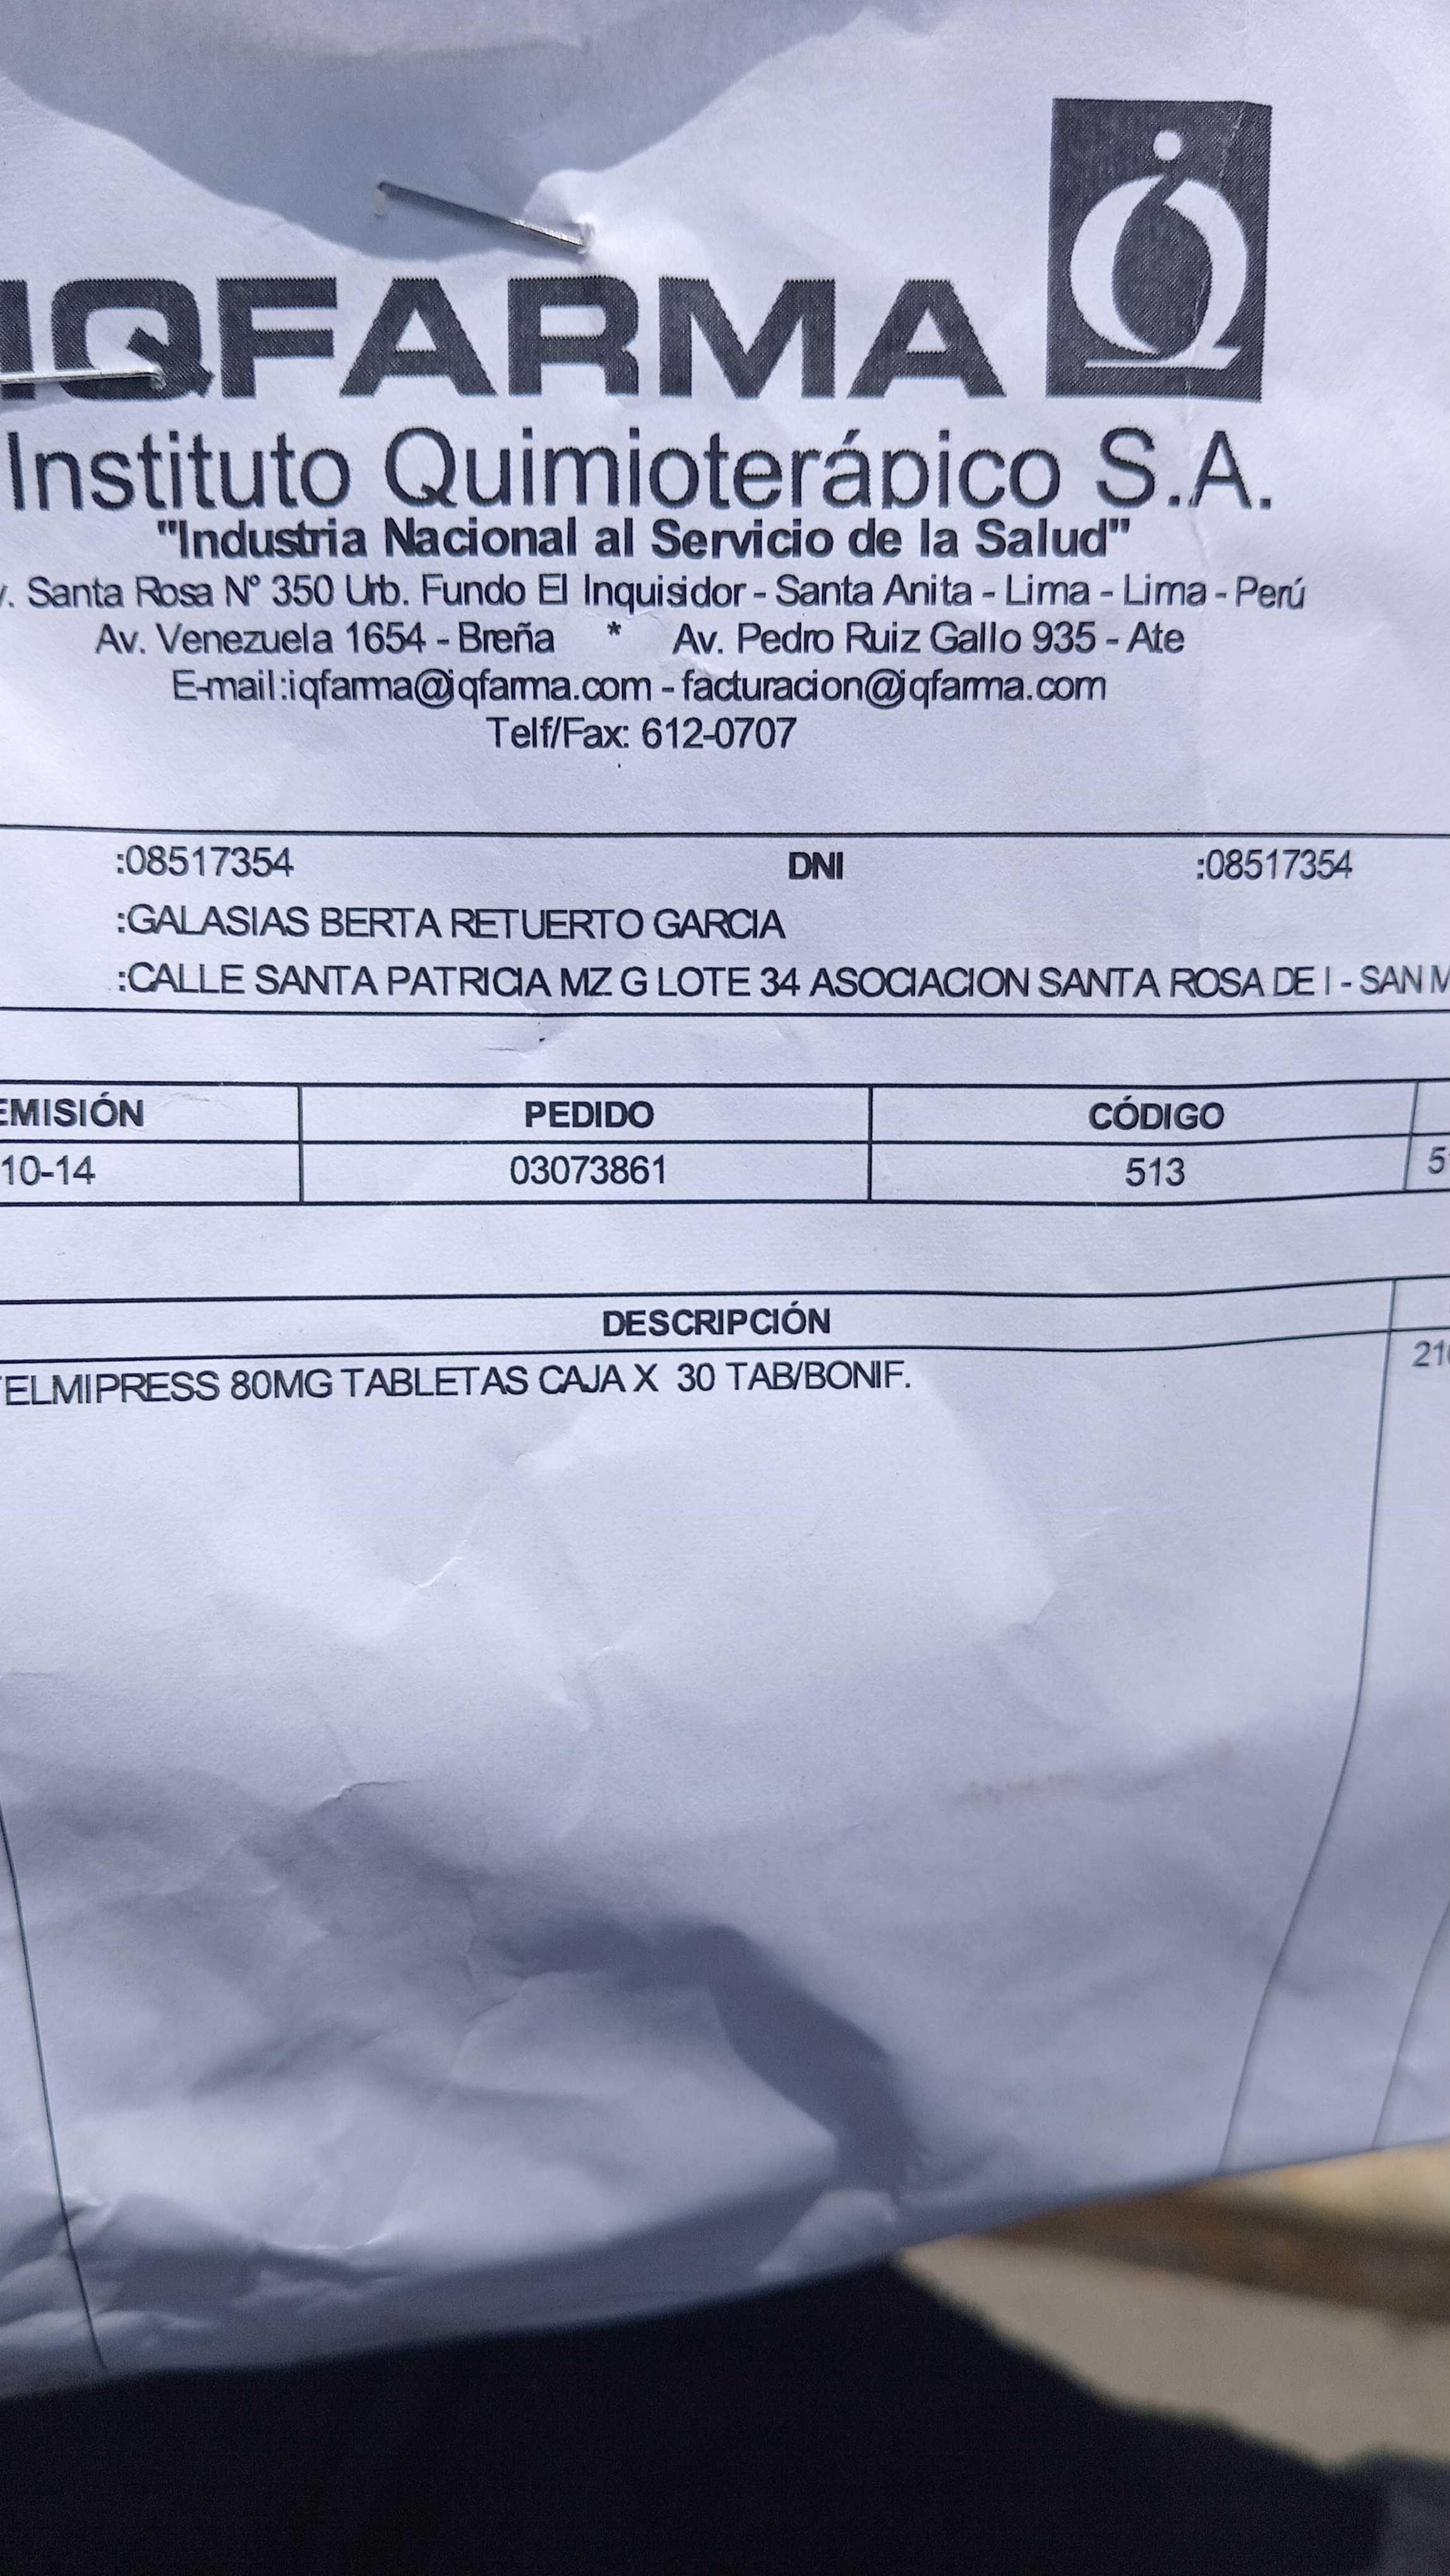 IQFARMA
Instituto Quimioterápico S.A.
"Industria Nacional al Servicio de la Salud"
. Santa Rosa Nº 350 Urb. Fundo El Inquisidor - Santa Anita - Lima - Lima - Perú
Av. Venezuela 1654 - Breña * Av. Pedro Ruiz Gallo 935 - Ate
E-mail:iqfarma@iqfarma.com - facturacion@iqfarma.com
Telf/Fax: 612-0707
:08517354 DNI :08517354
:GALASIAS BERTA RETUERTO GARCIA
:CALLE SANTA PATRICIA MZ G LOTE 34 ASOCIACION SANTA ROSA DE I - SAN M
EMISIÓN PEDIDO CÓDIGO
10-14 03073861 513
DESCRIPCIÓN
TELMIPRESS 80MG TABLETAS CAJA X 30 TAB/BONIF.